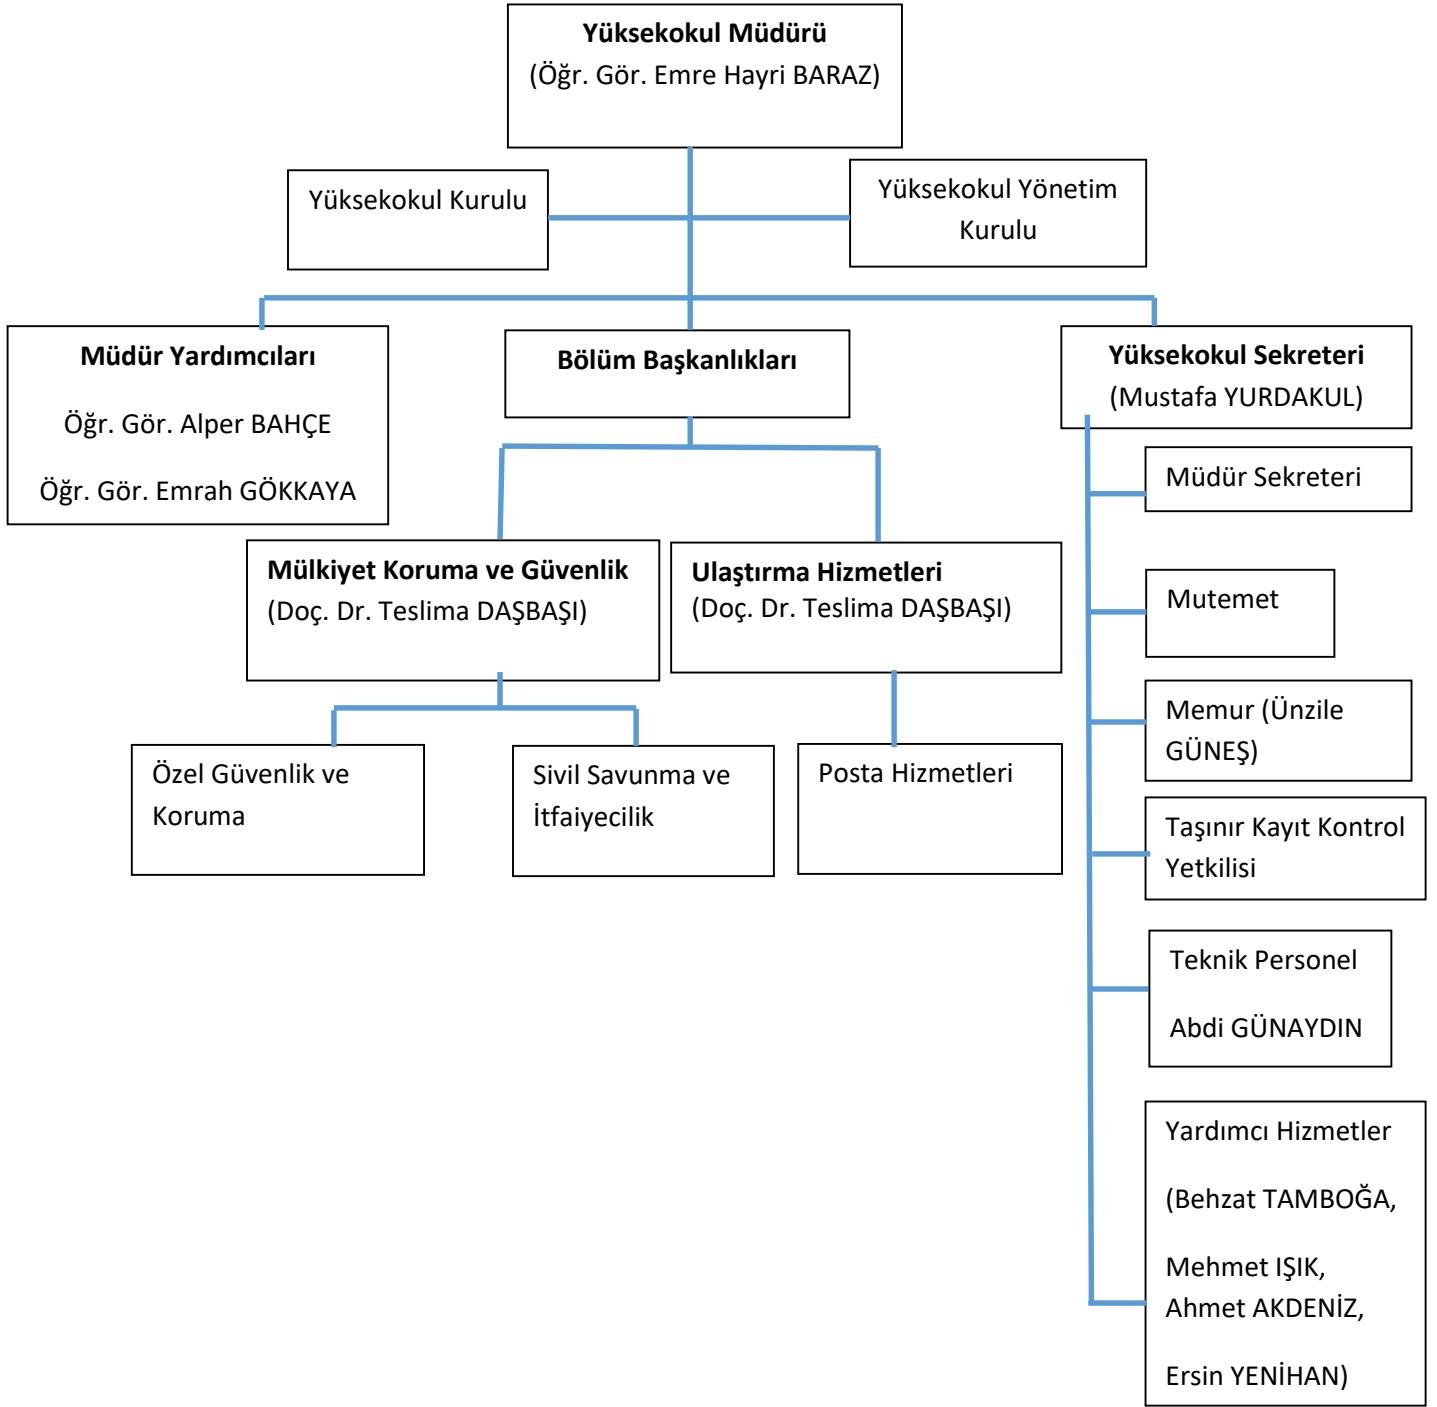 Yüksekokul Müdürü
(Öğr. Gör. Emre Hayri BARAZ)
Yüksekokul Kurulu
Yüksekokul Yönetim
Kurulu
Müdür Yardımcıları
Öğr. Gör. Alper BAHÇE
Öğr. Gör. Emrah GÖKKAYA
Bölüm Başkanlıkları
Yüksekokul Sekreteri
(Mustafa YURDAKUL)
Mülkiyet Koruma ve Güvenlik
(Doç. Dr. Teslima DAŞBAŞI)
Ulaştırma Hizmetleri
(Doç. Dr. Teslima DAŞBAŞI)
Özel Güvenlik ve
Koruma
Sivil Savunma ve
İtfaiyecilik
Posta Hizmetleri
Müdür Sekreteri
Mutemet
Memur (Ünzile
GÜNEŞ)
Taşınır Kayıt Kontrol
Yetkilisi
Teknik Personel
Abdi GÜNAYDIN
Yardımcı Hizmetler
(Behzat TAMBOĞA,
Mehmet IŞIK,
Ahmet AKDENİZ,
Ersin YENİHAN)